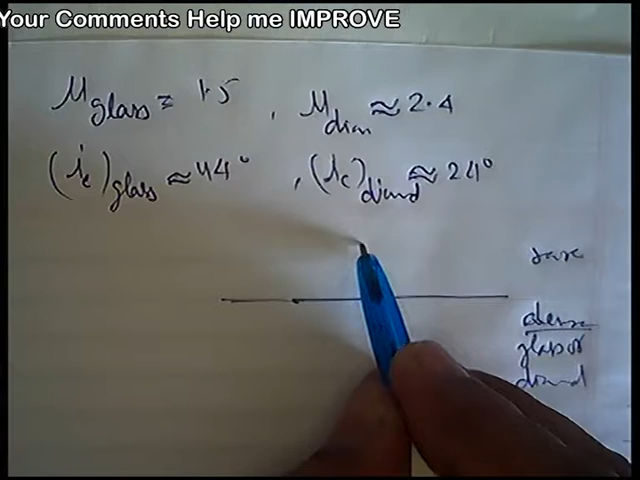 Your Comments Help me IMPROVE
μglass = 1.5 , μdiam ≈ 2.4
(ic)glass ≈ 44° , (ic)diamd ≈ 24°
rare
dense
glass or
diamd